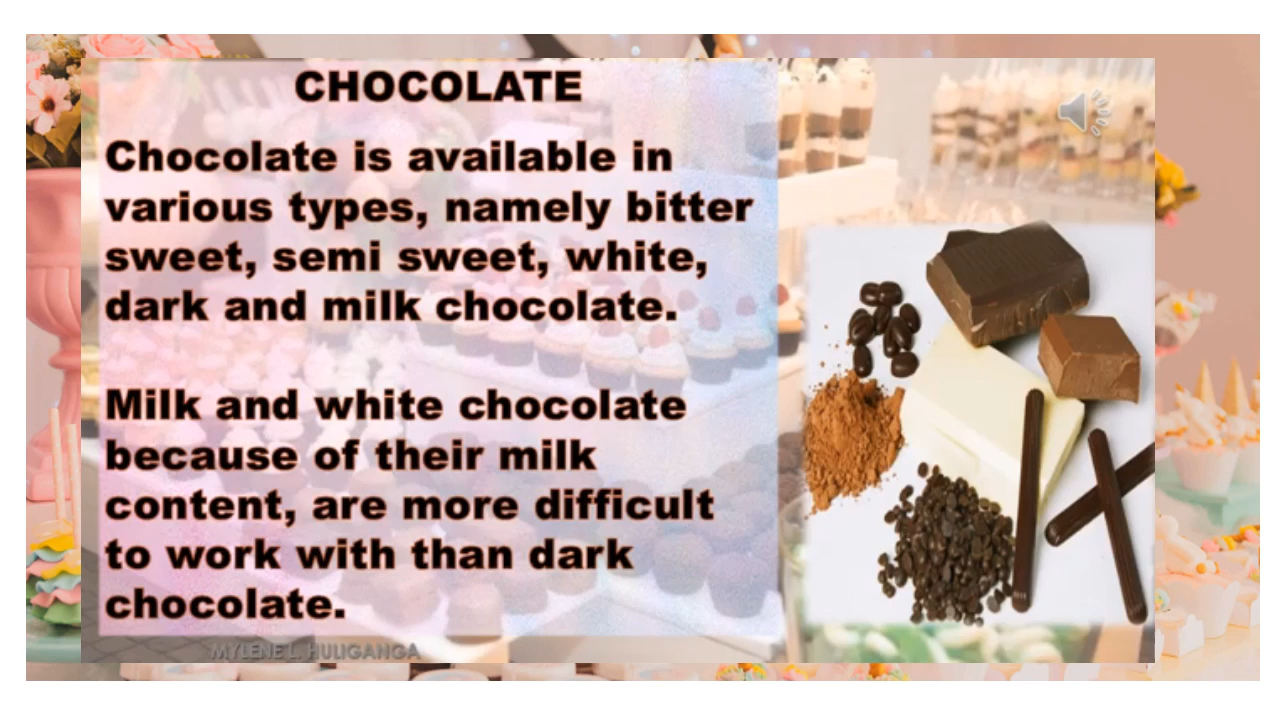 CHOCOLATE
Chocolate is available in
various types, namely bitter
sweet, semi sweet, white,
dark and milk chocolate.
Milk and white chocolate
because of their milk
content, are more difficult
to work with than dark
chocolate.
MYLENE L. HULIGANGA